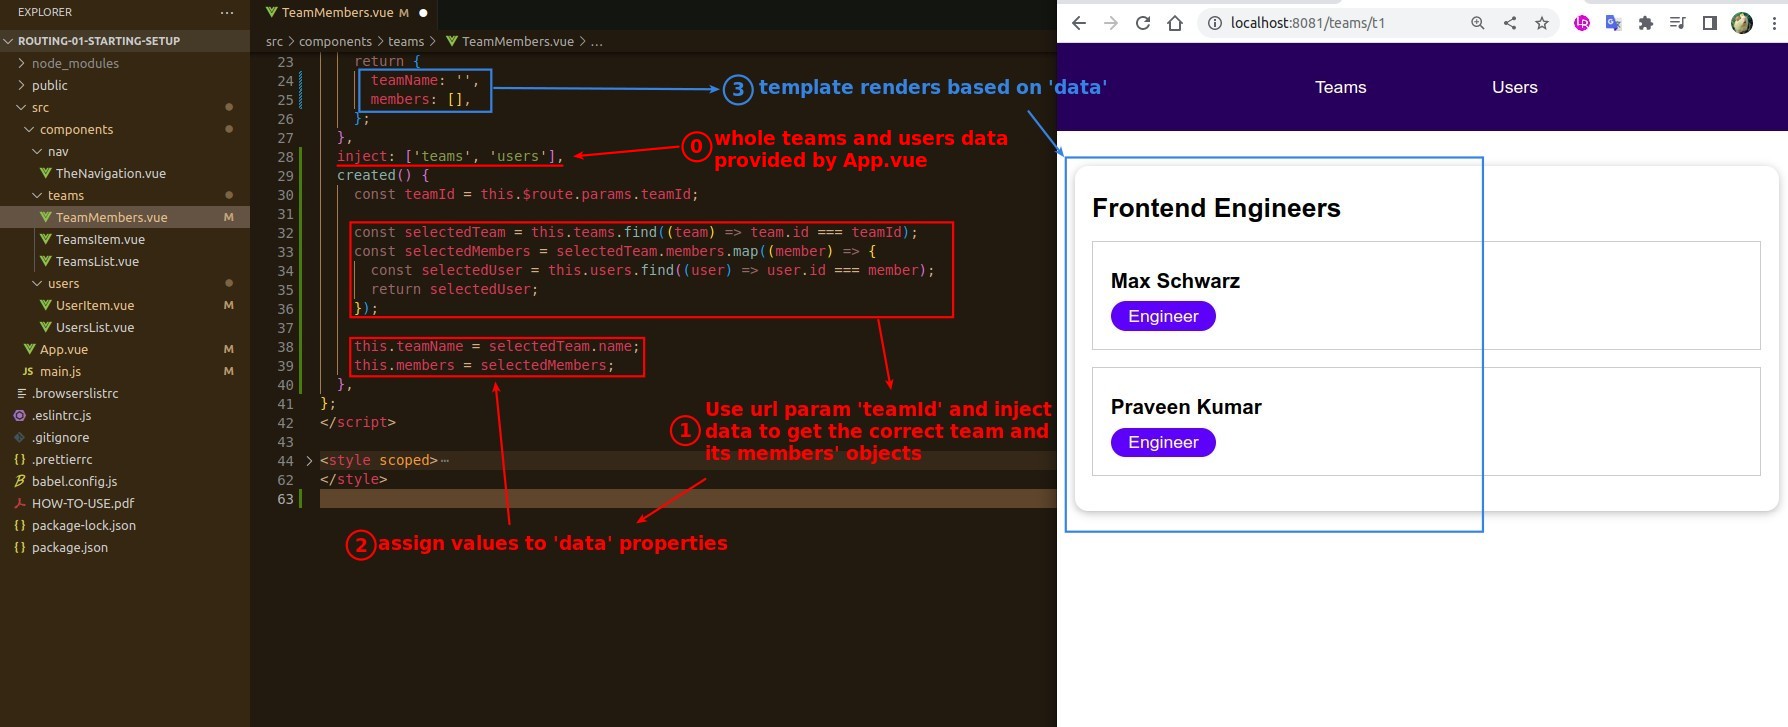 EXPLORER
ROUTING-01-STARTING-SETUP
node_modules
public
src
components
nav
TheNavigation.vue
teams
TeamMembers.vue M
TeamsItem.vue
TeamsList.vue
users
UserItem.vue M
UsersList.vue
App.vue M
JS main.js M
.browserslistrc
.eslintrc.js
.gitignore
{} .prettierrc
babel.config.js
HOW-TO-USE.pdf
{} package-lock.json
{} package.json
TeamMembers.vue M
src > components > teams > TeamMembers.vue > ...
23 return {
24 teamName: '',
25 members: [],
26 };
27 },
28 inject: ['teams', 'users'],
29 created() {
30 const teamId = this.$route.params.teamId;
31
32 const selectedTeam = this.teams.find((team) => team.id === teamId);
33 const selectedMembers = selectedTeam.members.map((member) => {
34 const selectedUser = this.users.find((user) => user.id === member);
35 return selectedUser;
36 });
37
38 this.teamName = selectedTeam.name;
39 this.members = selectedMembers;
40 },
41 };
42 </script>
43
44 <style scoped>…
62 </style>
63
3 template renders based on 'data'
0 whole teams and users data
provided by App.vue
1 Use url param 'teamId' and inject
data to get the correct team and
its members' objects
2 assign values to 'data' properties
localhost:8081/teams/t1
Teams Users
Frontend Engineers
Max Schwarz
Engineer
Praveen Kumar
Engineer